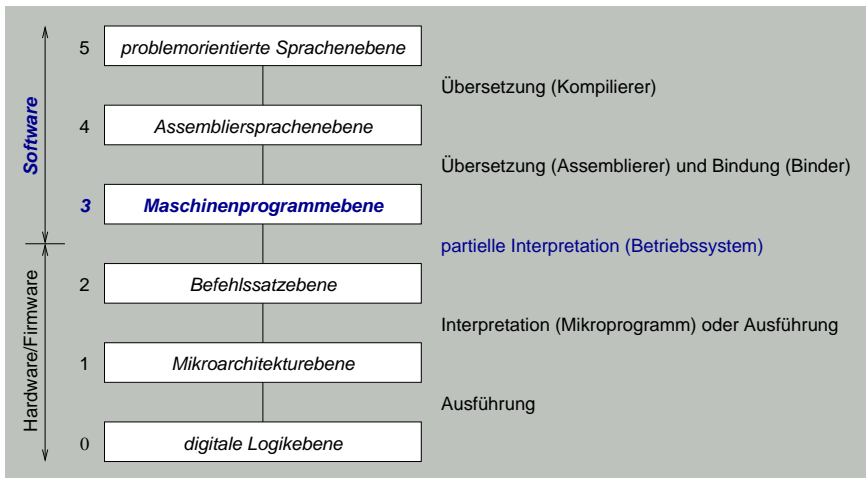 5 problemorientierte Sprachenebene
Übersetzung (Kompilierer)
4 Assembliersprachenebene
Übersetzung (Assemblierer) und Bindung (Binder)
3 Maschinenprogrammebene
partielle Interpretation (Betriebssystem)
2 Befehlssatzebene
Interpretation (Mikroprogramm) oder Ausführung
1 Mikroarchitekturebene
Ausführung
0 digitale Logikebene
Software
Hardware/Firmware